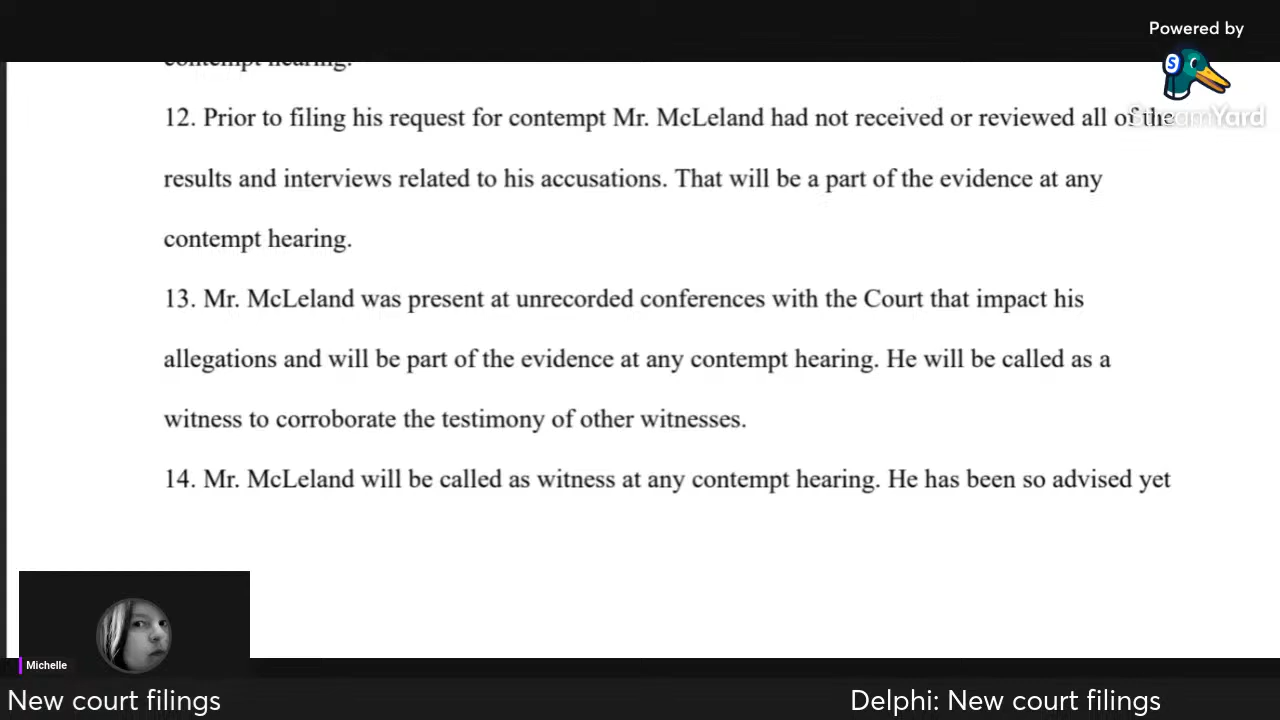 Powered by
S
StreamYard
contempt hearing.
12. Prior to filing his request for contempt Mr. McLeland had not received or reviewed all of the
results and interviews related to his accusations. That will be a part of the evidence at any
contempt hearing.
13. Mr. McLeland was present at unrecorded conferences with the Court that impact his
allegations and will be part of the evidence at any contempt hearing. He will be called as a
witness to corroborate the testimony of other witnesses.
14. Mr. McLeland will be called as witness at any contempt hearing. He has been so advised yet
Michelle
New court filings
Delphi: New court filings